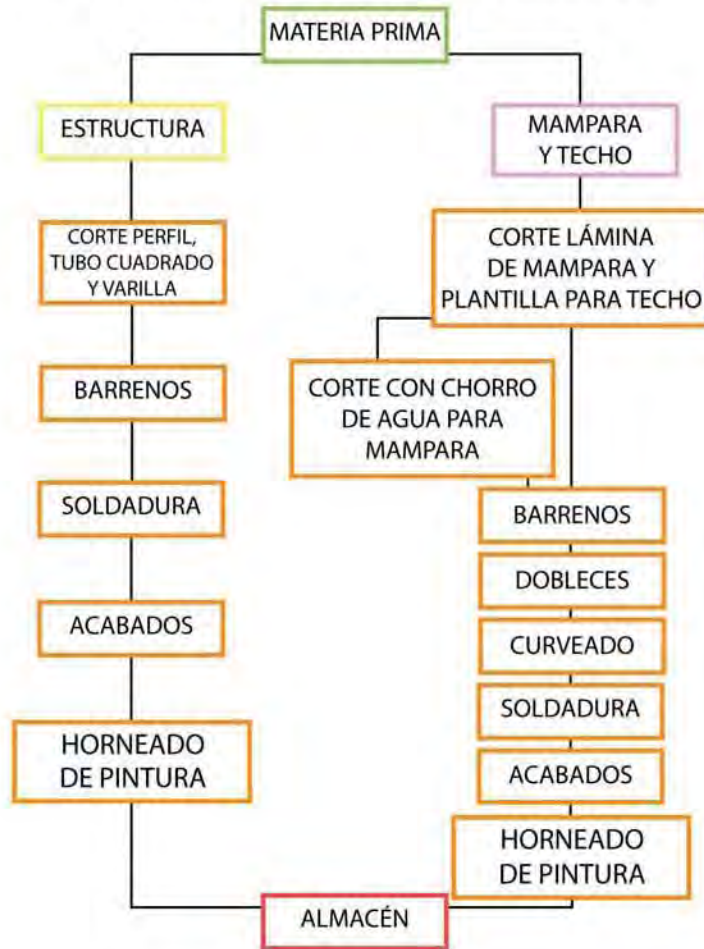 MATERIA PRIMA
ESTRUCTURA
CORTE PERFIL,
TUBO CUADRADO
Y VARILLA
BARRENOS
SOLDADURA
ACABADOS
HORNEADO
DE PINTURA
MAMPARA
Y TECHO
CORTE LÁMINA
DE MAMPARA Y
PLANTILLA PARA TECHO
CORTE CON CHORRO
DE AGUA PARA
MAMPARA
BARRENOS
DOBLECES
CURVEADO
SOLDADURA
ACABADOS
HORNEADO
DE PINTURA
ALMACÉN